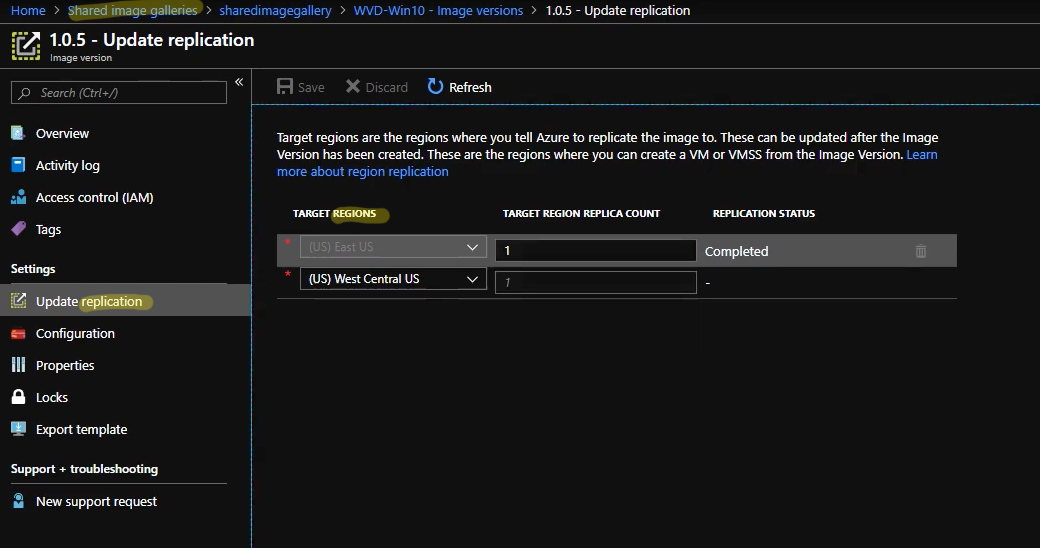 Home > Shared image galleries > sharedimagegallery > WVD-Win10 - Image versions > 1.0.5 - Update replication
1.0.5 - Update replication
Image version
Search (Ctrl+/)
«
Overview
Activity log
Access control (IAM)
Tags
Settings
Update replication
Configuration
Properties
Locks
Export template
Support + troubleshooting
New support request
Save Discard Refresh
Target regions are the regions where you tell Azure to replicate the image to. These can be updated after the Image
Version has been created. These are the regions where you can create a VM or VMSS from the Image Version. Learn
more about region replication
TARGET REGIONS TARGET REGION REPLICA COUNT REPLICATION STATUS
* (US) East US 1 Completed
* (US) West Central US 1 -